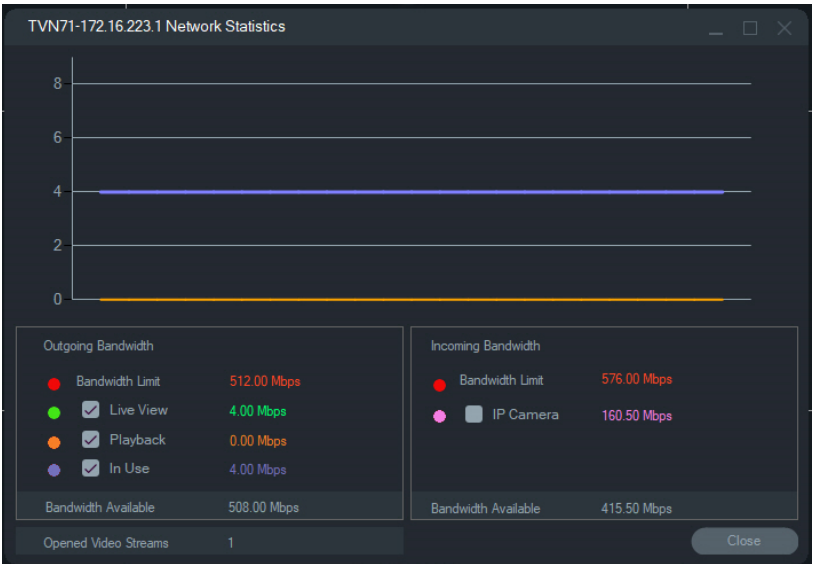 TVN71-172.16.223.1 Network Statistics
8
6
4
2
0
Outgoing Bandwidth
Bandwidth Limit 512.00 Mbps
Live View 4.00 Mbps
Playback 0.00 Mbps
In Use 4.00 Mbps
Bandwidth Available 508.00 Mbps
Opened Video Streams 1
Incoming Bandwidth
Bandwidth Limit 576.00 Mbps
IP Camera 160.50 Mbps
Bandwidth Available 415.50 Mbps
Close